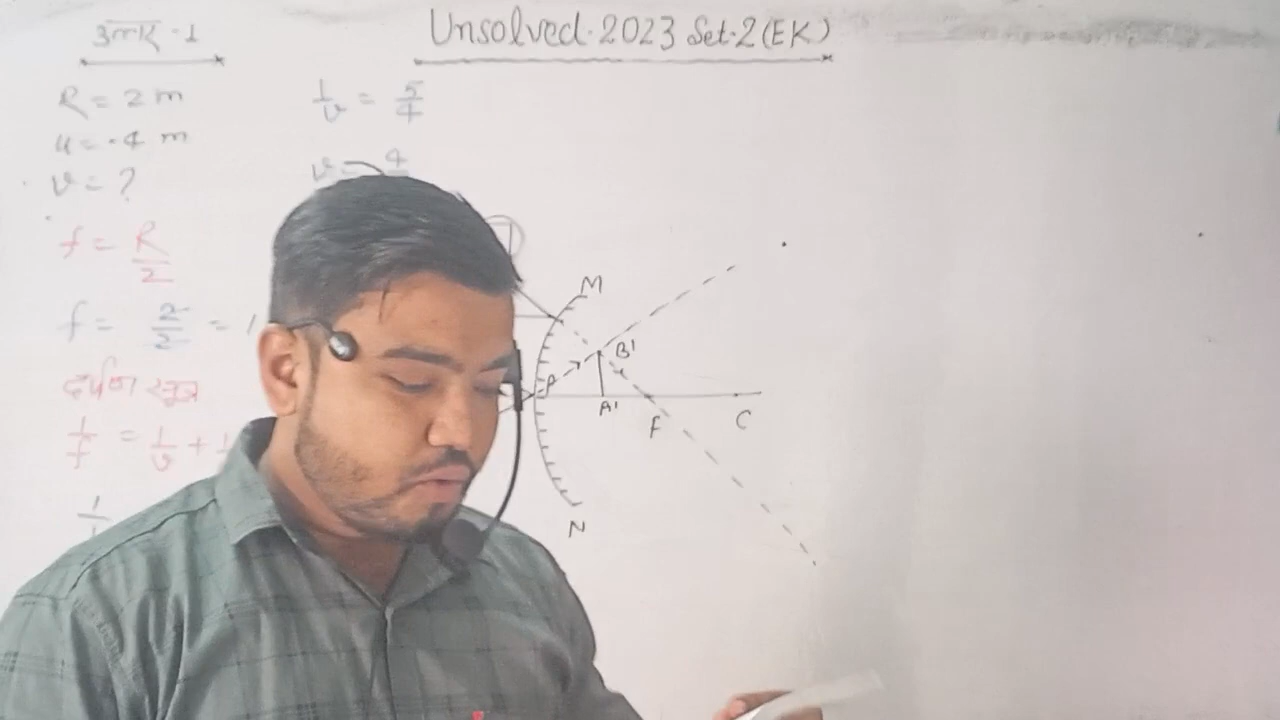 Unsolved 2023 Set-2 (EK)
उत्तर - 1
R = 2 m
u = -4 m
v = ?
f = R/2
f = 2/2 = 1
दर्पण सूत्र
1/f = 1/v +
1/v = 5/4
v = 4
M
B'
P
A'
F
C
N